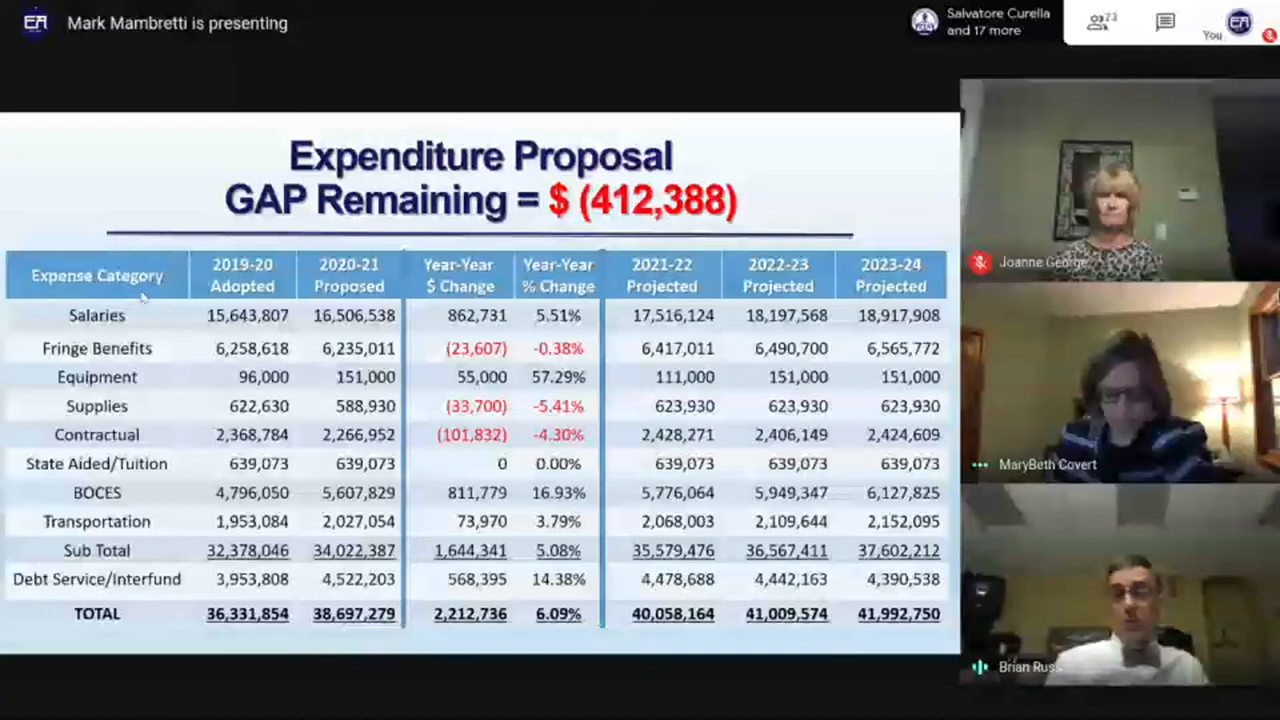 EA
Mark Mambretti is presenting
Salvatore Curella
and 17 more
23
You
EA
Expenditure Proposal
GAP Remaining = $ (412,388)
Expense Category 2019-20 Adopted 2020-21 Proposed Year-Year $ Change Year-Year % Change 2021-22 Projected 2022-23 Projected 2023-24 Projected
Salaries 15,643,807 16,506,538 862,731 5.51% 17,516,124 18,197,568 18,917,908
Fringe Benefits 6,258,618 6,235,011 (23,607) -0.38% 6,417,011 6,490,700 6,565,772
Equipment 96,000 151,000 55,000 57.29% 111,000 151,000 151,000
Supplies 622,630 588,930 (33,700) -5.41% 623,930 623,930 623,930
Contractual 2,368,784 2,266,952 (101,832) -4.30% 2,428,271 2,406,149 2,424,609
State Aided/Tuition 639,073 639,073 0 0.00% 639,073 639,073 639,073
BOCES 4,796,050 5,607,829 811,779 16.93% 5,776,064 5,949,347 6,127,825
Transportation 1,953,084 2,027,054 73,970 3.79% 2,068,003 2,109,644 2,152,095
Sub Total 32,378,046 34,022,387 1,644,341 5.08% 35,579,476 36,567,411 37,602,212
Debt Service/Interfund 3,953,808 4,522,203 568,395 14.38% 4,478,688 4,442,163 4,390,538
TOTAL 36,331,854 38,697,279 2,212,736 6.09% 40,058,164 41,009,574 41,992,750
Joanne George
MaryBeth Covert
Brian